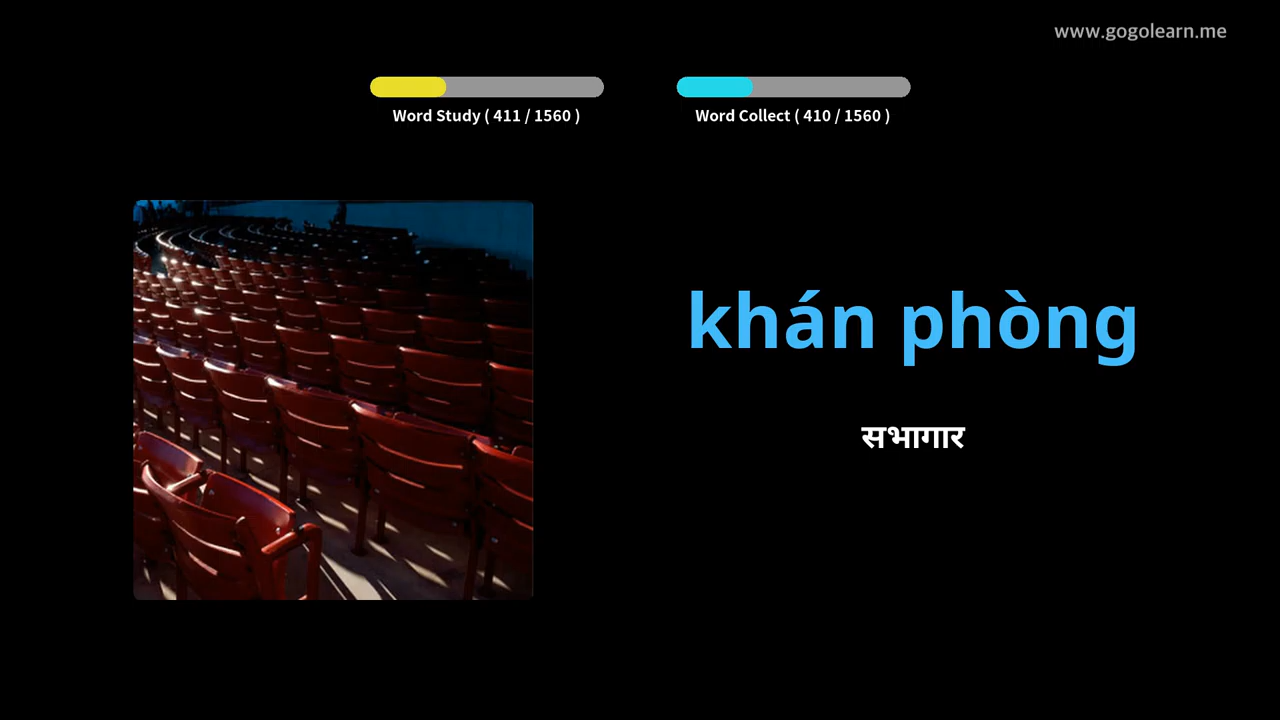 www.gogolearn.me
Word Study ( 411 / 1560 )
Word Collect ( 410 / 1560 )
khán phòng
सभागार